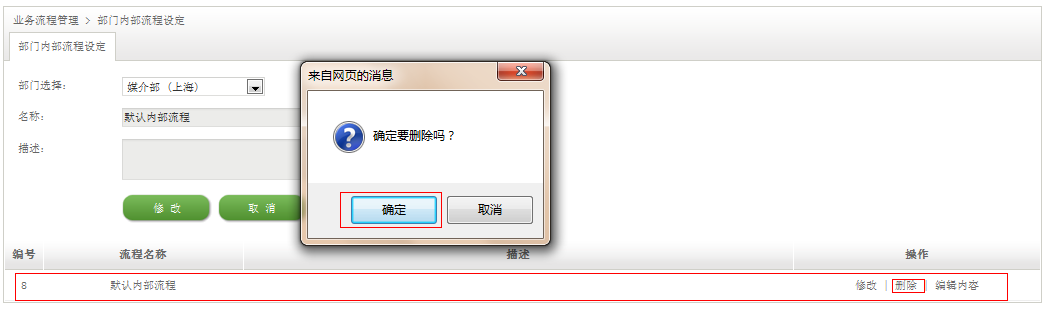 业务流程管理 > 部门内部流程设定
部门内部流程设定
来自网页的消息
部门选择：
媒介部（上海）
名称：
默认内部流程
确定要删除吗？
描述：
修 改
取 消
确定
取消
编号 流程名称 描述 操作
8 默认内部流程 修改 | 删除 | 编辑内容